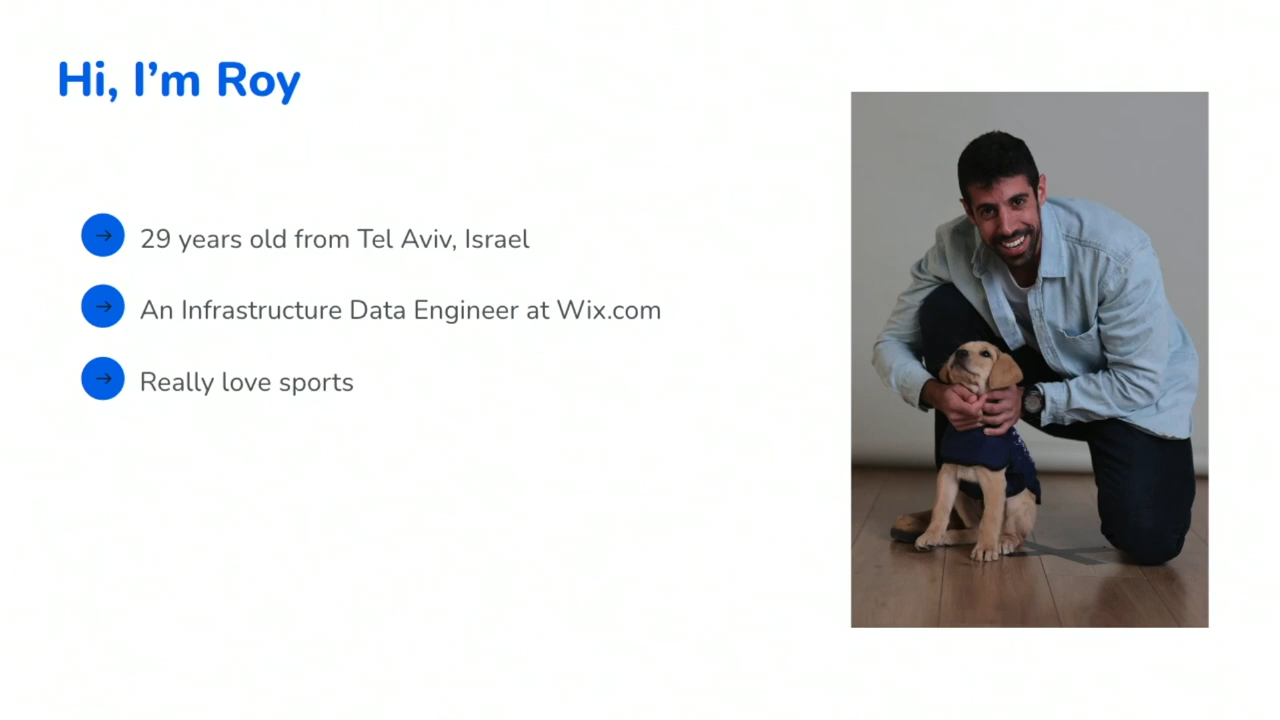 Hi, I’m Roy
29 years old from Tel Aviv, Israel
An Infrastructure Data Engineer at Wix.com
Really love sports